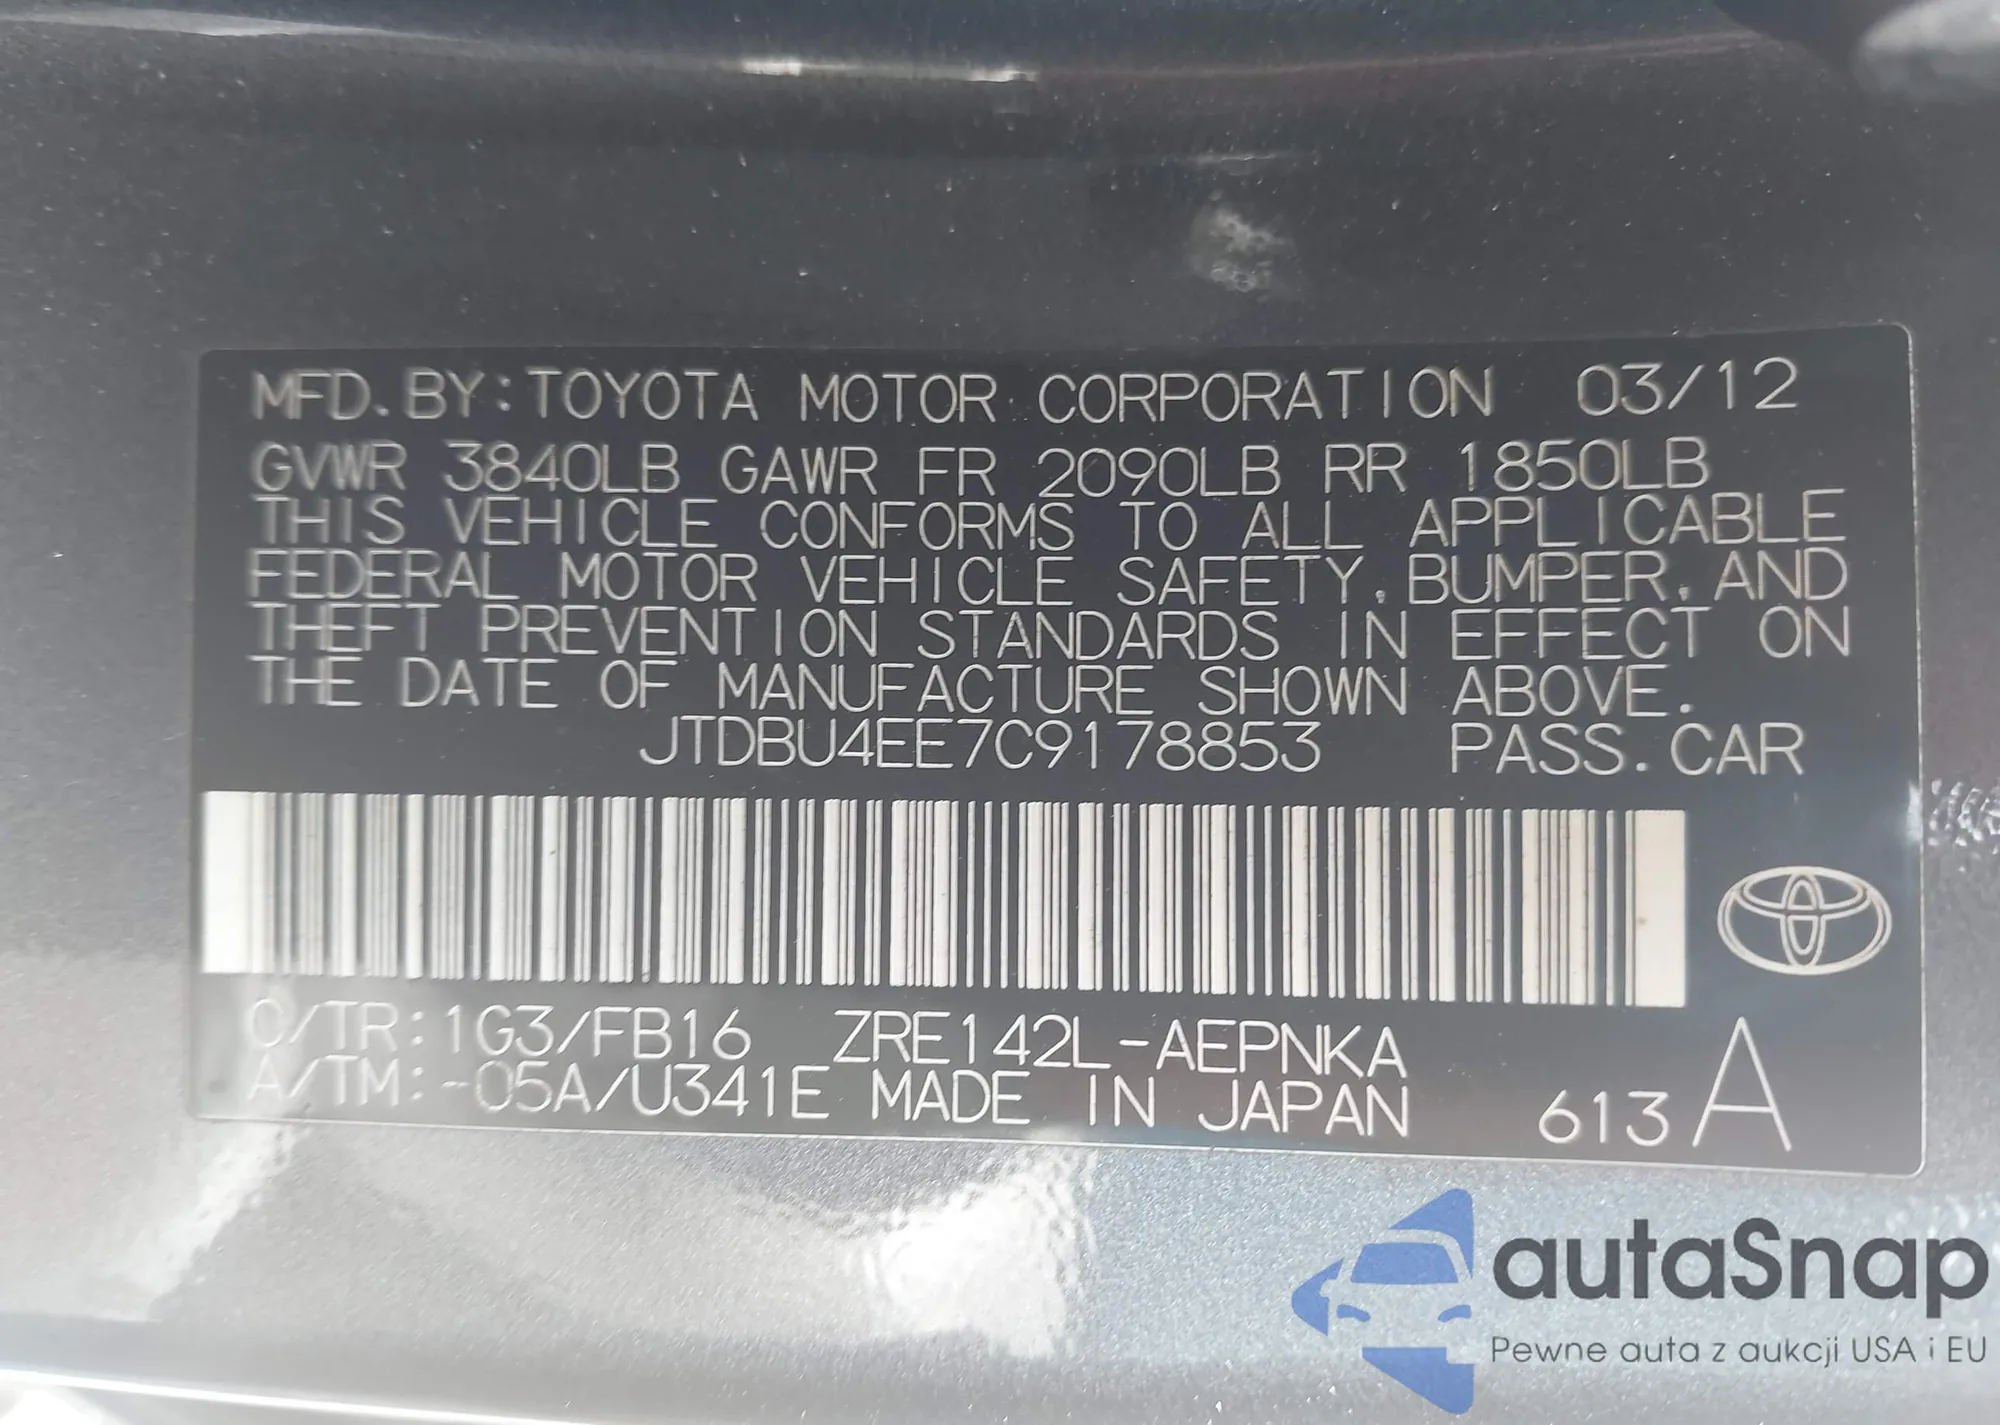 MFD. BY: TOYOTA MOTOR CORPORATION 03/12
GVWR 3840LB GAWR FR 2090LB RR 1850LB
THIS VEHICLE CONFORMS TO ALL APPLICABLE
FEDERAL MOTOR VEHICLE SAFETY, BUMPER, AND
THEFT PREVENTION STANDARDS IN EFFECT ON
THE DATE OF MANUFACTURE SHOWN ABOVE.
JTDBU4EE7C9178853 PASS. CAR
C/TR: 1G3/FB16 ZRE142L-AEPNKA
A/TM: -05A/U341E MADE IN JAPAN 613 A
autaSnap
Pewne auta z aukcji USA i EU